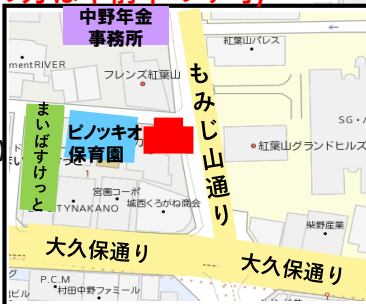 中野年金
事務所
mentRIVER
フレンズ紅葉山
紅葉山パレス
もみじ山通り
まいばすけっと
ピノッキオ
保育園
紅葉山グランドヒルズ
SG・
宮園コーポ
TYNAKANO
城西くろがね商会
柴野産業
大久保通り
大久保通り
P.C.M
村田中野ファミール